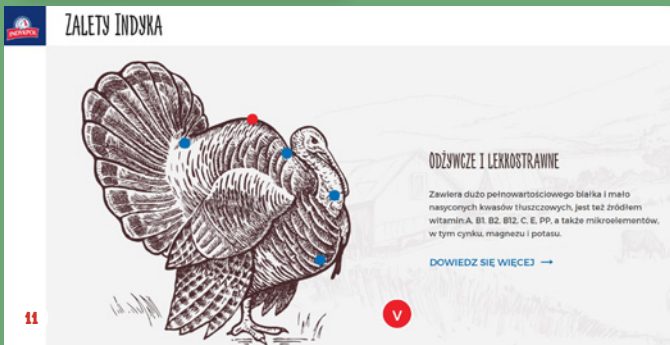 INDYKPOL
ZALETY INDYKA
ODŻYWCZE I LEKKOSTRAWNE
Zawiera dużo pełnowartościowego białka i mało
nasyconych kwasów tłuszczowych, jest też źródłem
witamin A, B1, B2, B12, C, E, PP, a także mikroelementów,
w tym cynku, magnezu i potasu.
DOWIEDZ SIĘ WIĘCEJ →
11
V